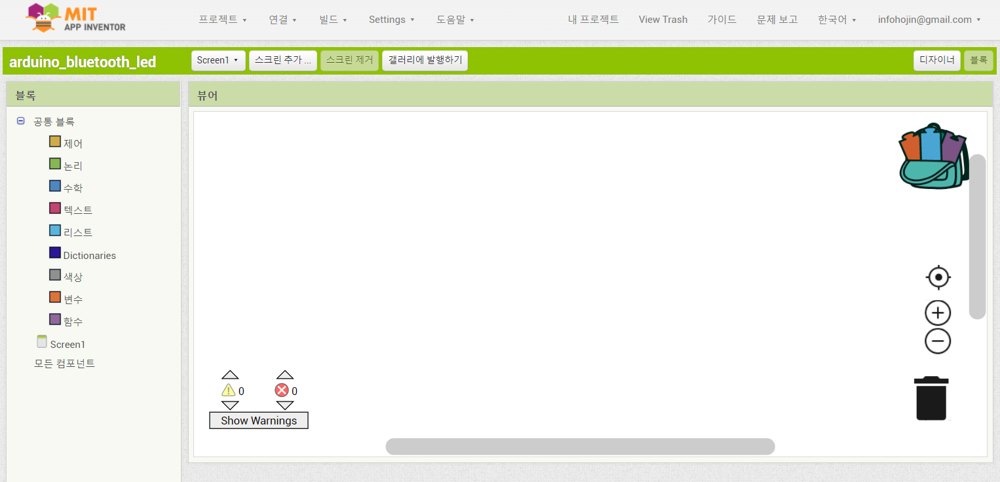 MIT
APP INVENTOR
프로젝트 연결 빌드 Settings 도움말 내 프로젝트 View Trash 가이드 문제 보고 한국어 infohojin@gmail.com
arduino_bluetooth_led Screen1 스크린 추가 ... 스크린 제거 갤러리에 발행하기 디자이너 블록
블록
공통 블록
제어
논리
수학
텍스트
리스트
Dictionaries
색상
변수
함수
Screen1
모든 컴포넌트
뷰어
0 0
Show Warnings